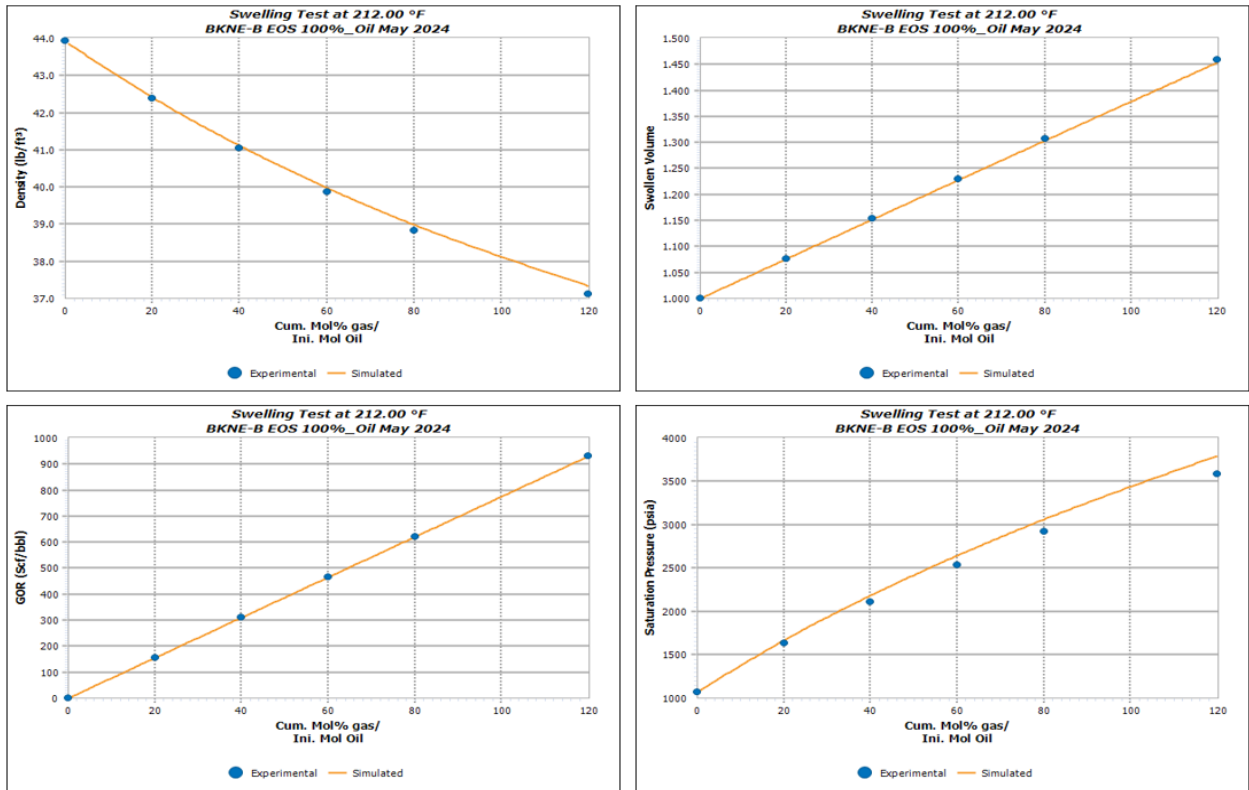 Swelling Test at 212.00 °F
BKNE-B EOS 100%_Oil May 2024
44.0
43.0
42.0
41.0
40.0
39.0
38.0
37.0
Density (lb/ft³)
0 20 40 60 80 100 120
Cum. Mol% gas/
Ini. Mol Oil
Experimental Simulated
Swelling Test at 212.00 °F
BKNE-B EOS 100%_Oil May 2024
1.500
1.450
1.400
1.350
1.300
1.250
1.200
1.150
1.100
1.050
1.000
Swollen Volume
0 20 40 60 80 100 120
Cum. Mol% gas/
Ini. Mol Oil
Experimental Simulated
Swelling Test at 212.00 °F
BKNE-B EOS 100%_Oil May 2024
1000
900
800
700
600
500
400
300
200
100
0
GOR (Scf/bbl)
0 20 40 60 80 100 120
Cum. Mol% gas/
Ini. Mol Oil
Experimental Simulated
Swelling Test at 212.00 °F
BKNE-B EOS 100%_Oil May 2024
4000
3500
3000
2500
2000
1500
1000
Saturation Pressure (psia)
0 20 40 60 80 100 120
Cum. Mol% gas/
Ini. Mol Oil
Experimental Simulated